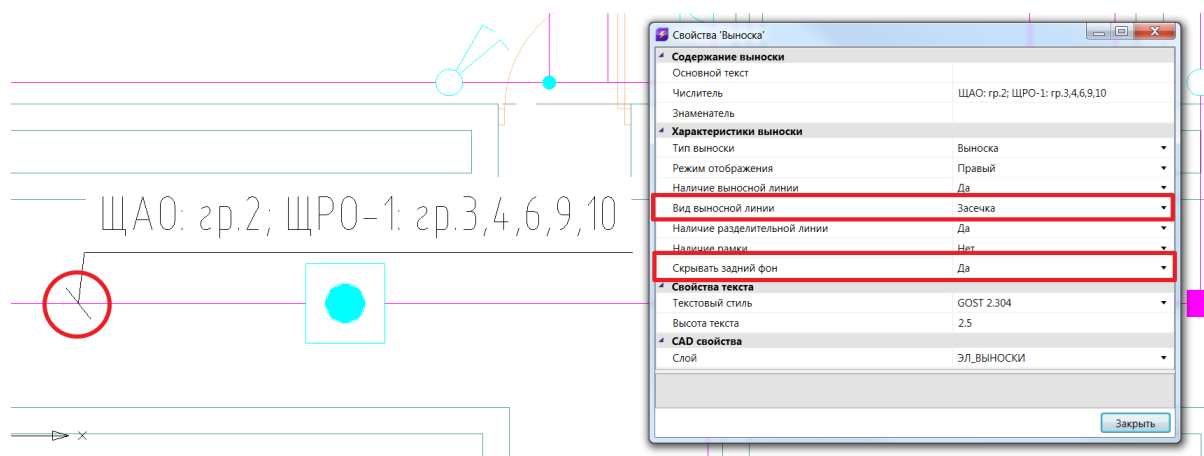 ЩАО: гр.2; ЩРО-1: гр.3,4,6,9,10
X
Свойства 'Выноска'
Содержание выноски
Основной текст
Числитель ЩАО: гр.2; ЩРО-1: гр.3,4,6,9,10
Знаменатель
Характеристики выноски
Тип выноски Выноска
Режим отображения Правый
Наличие выносной линии Да
Вид выносной линии Засечка
Наличие разделительной линии Да
Наличие рамки Нет
Скрывать задний фон Да
Свойства текста
Текстовый стиль GOST 2.304
Высота текста 2.5
CAD свойства
Слой ЭЛ_ВЫНОСКИ
Закрыть